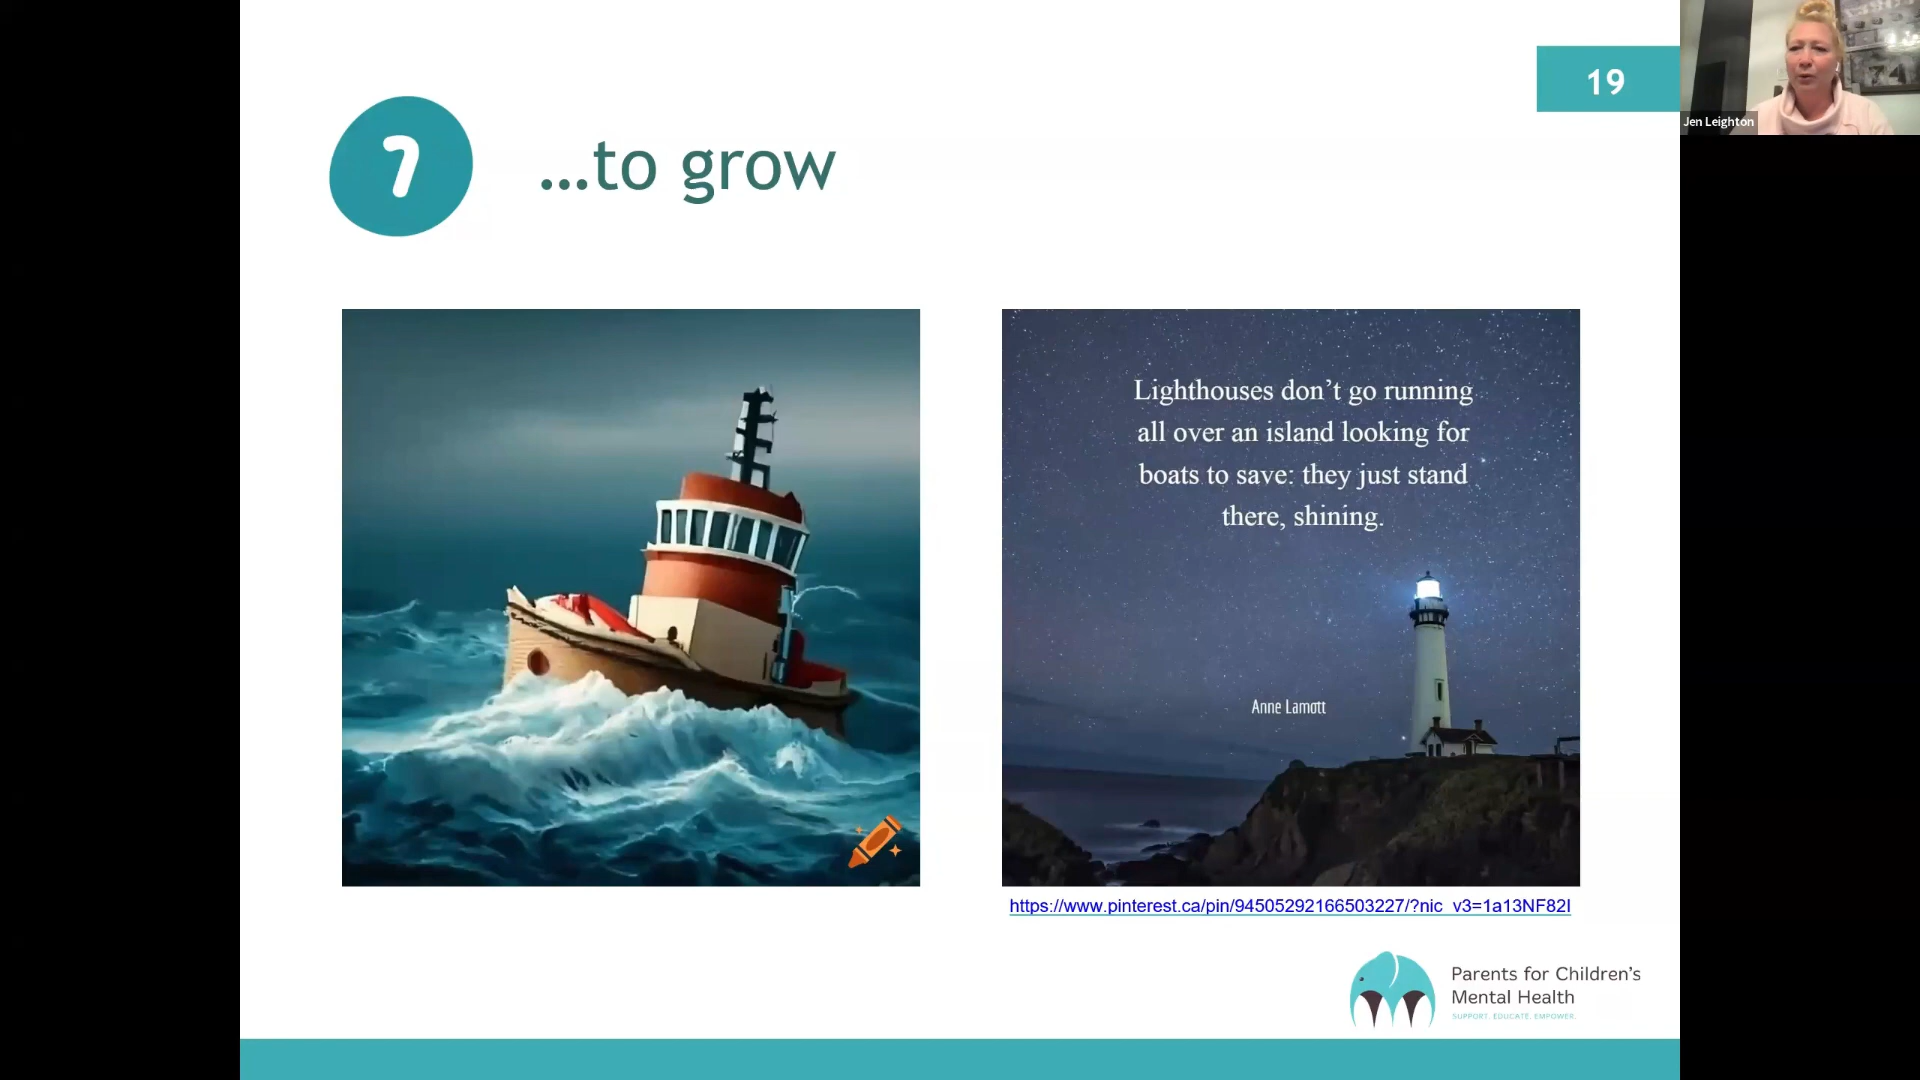 19
Jen Leighton
7
...to grow
Lighthouses don’t go running
all over an island looking for
boats to save: they just stand
there, shining.
Anne Lamott
https://www.pinterest.ca/pin/94505292166503227/?nic_v3=1a13NF82I
Parents for Children’s
Mental Health
SUPPORT. EDUCATE. EMPOWER.